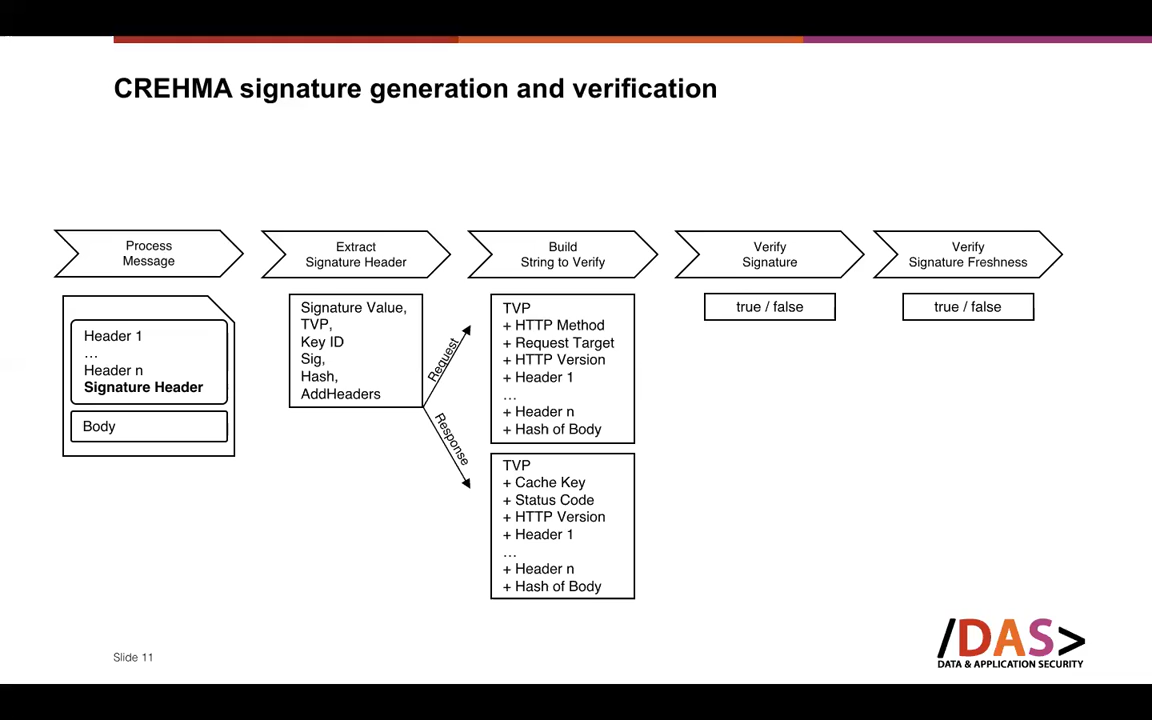 CREHMA signature generation and verification
Process
Message
Extract
Signature Header
Build
String to Verify
Verify
Signature
Verify
Signature Freshness
Header 1
…
Header n
Signature Header
Body
Signature Value,
TVP,
Key ID
Sig,
Hash,
AddHeaders
Request
Response
TVP
+ HTTP Method
+ Request Target
+ HTTP Version
+ Header 1
…
+ Header n
+ Hash of Body
TVP
+ Cache Key
+ Status Code
+ HTTP Version
+ Header 1
…
+ Header n
+ Hash of Body
true / false
true / false
Slide 11
/DAS>
DATA & APPLICATION SECURITY